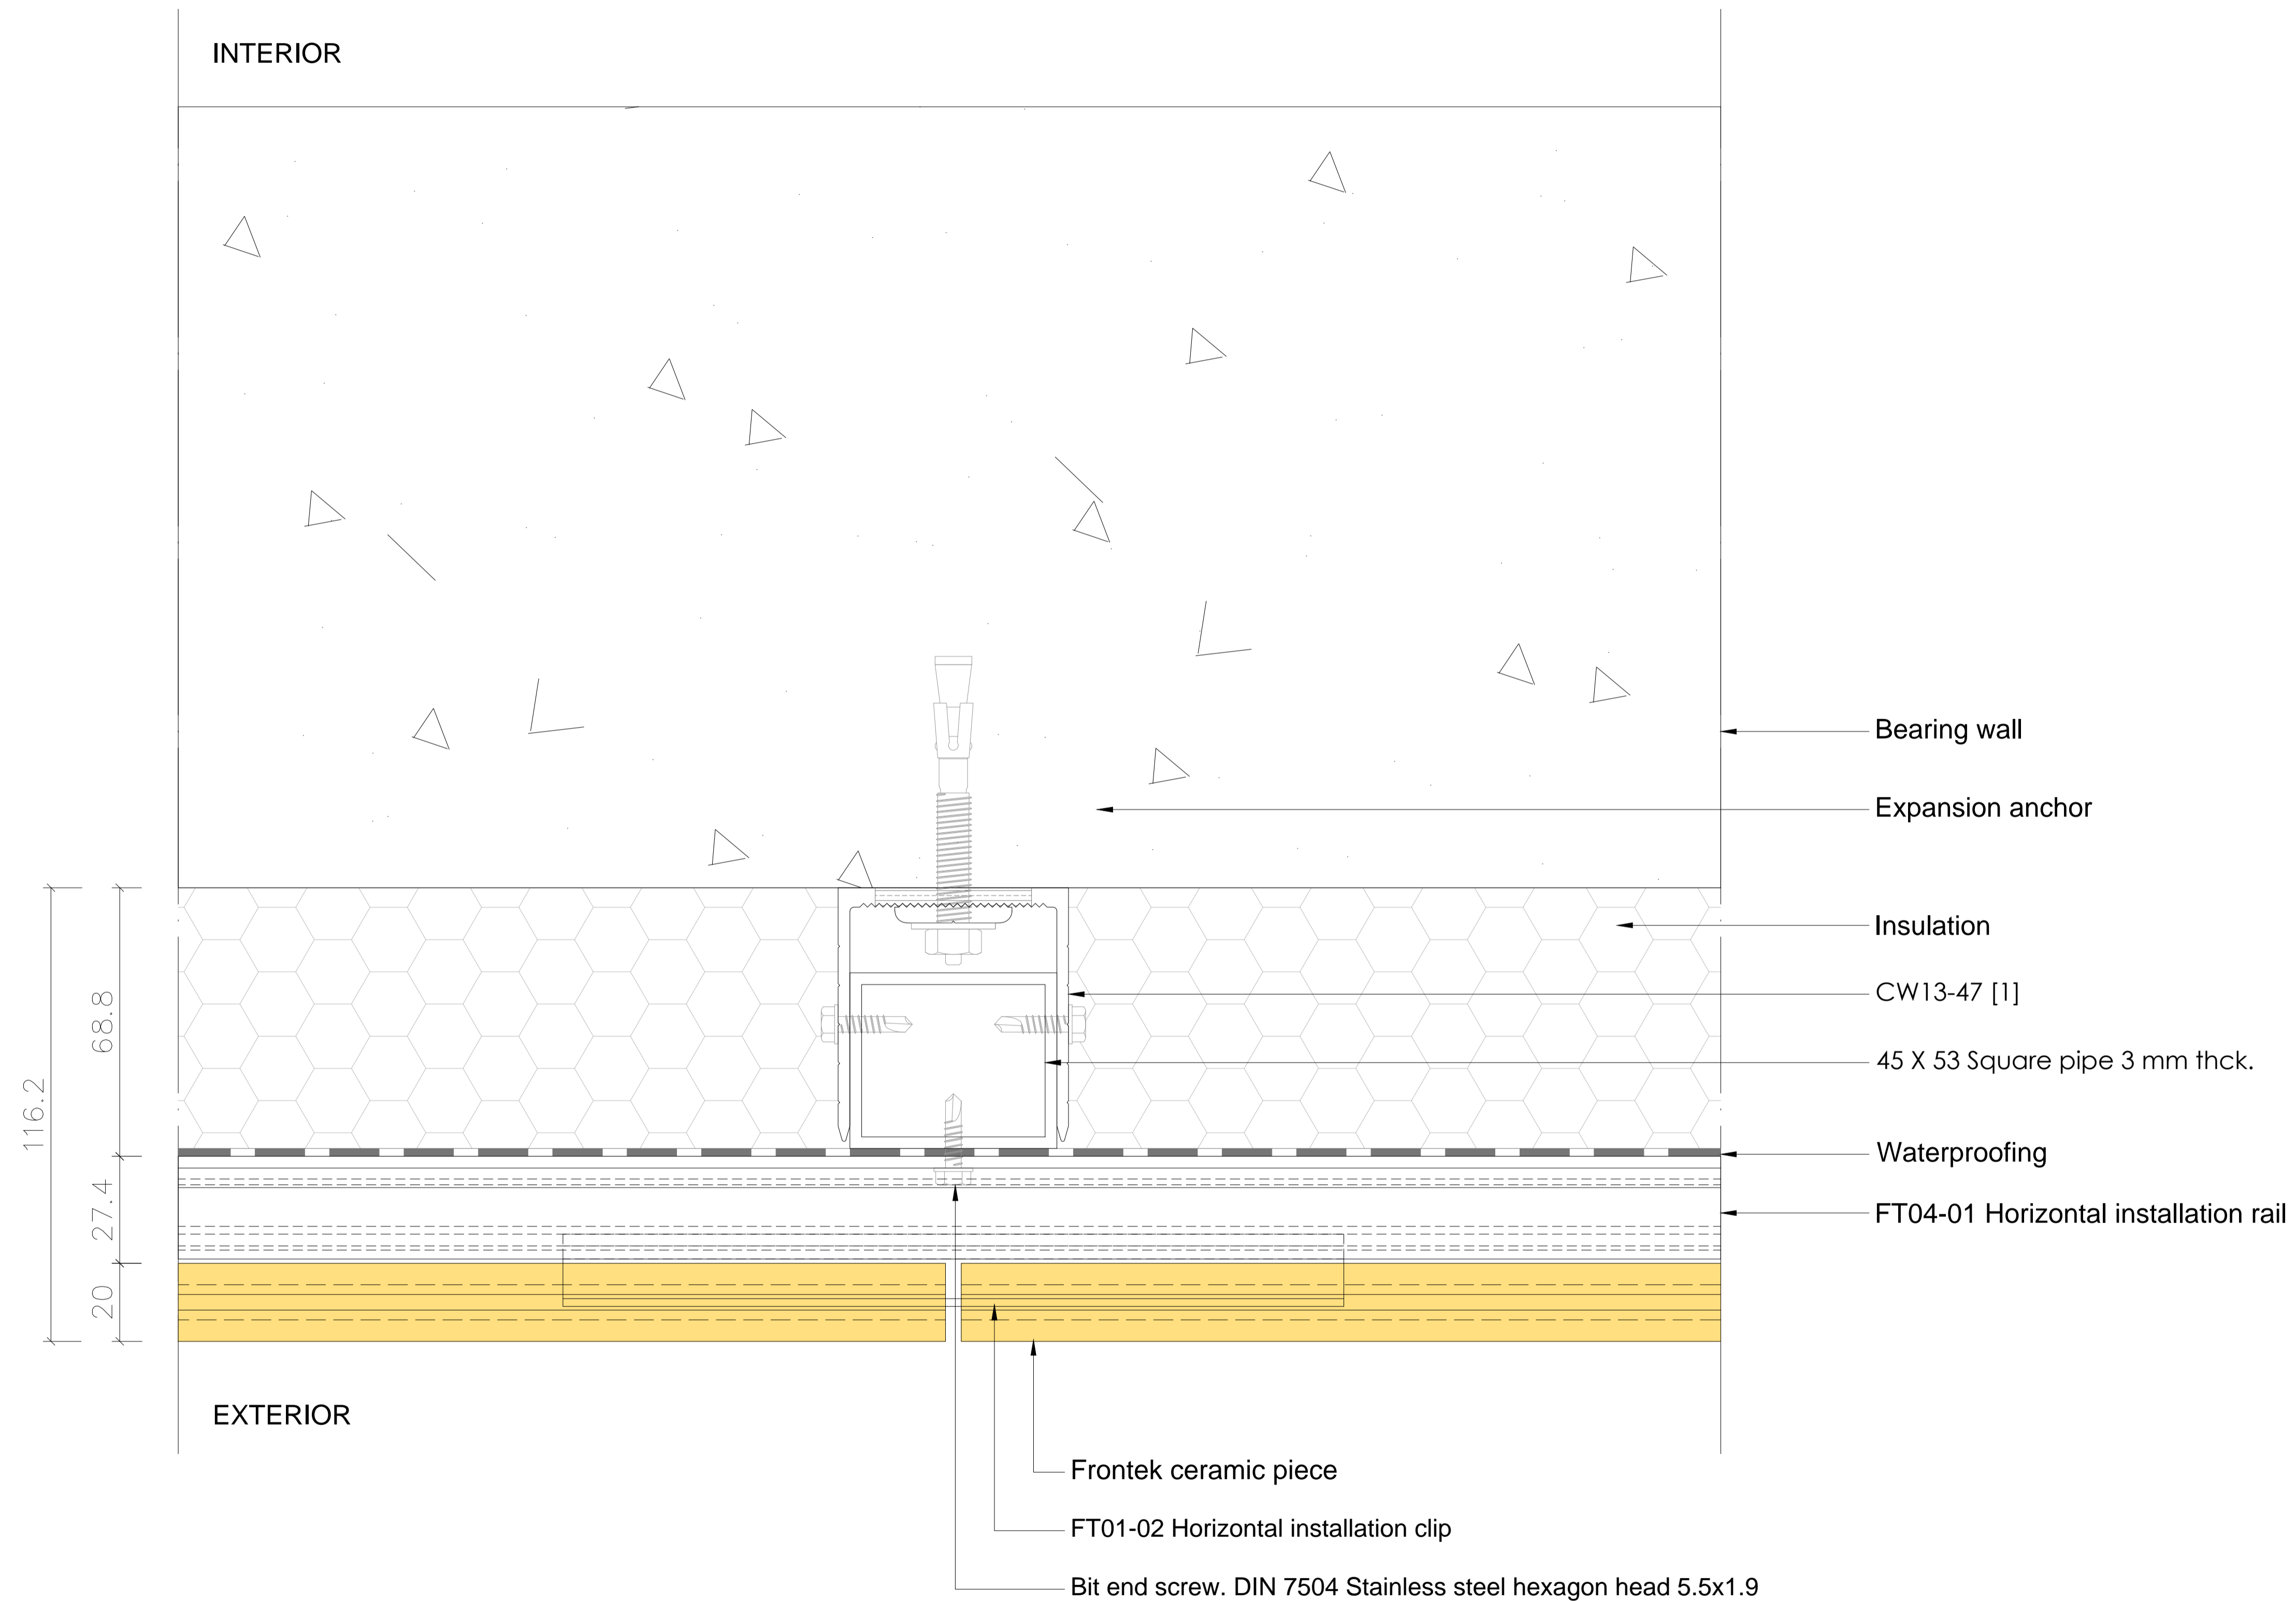 INTERIOR
Bearing wall
Expansion anchor
Insulation
CW13-47 [1]
45 X 53 Square pipe 3 mm thck.
Waterproofing
FT04-01 Horizontal installation rail
116.2
68.8
27.4
20
EXTERIOR
Frontek ceramic piece
FT01-02 Horizontal installation clip
Bit end screw. DIN 7504 Stainless steel hexagon head 5.5x1.9